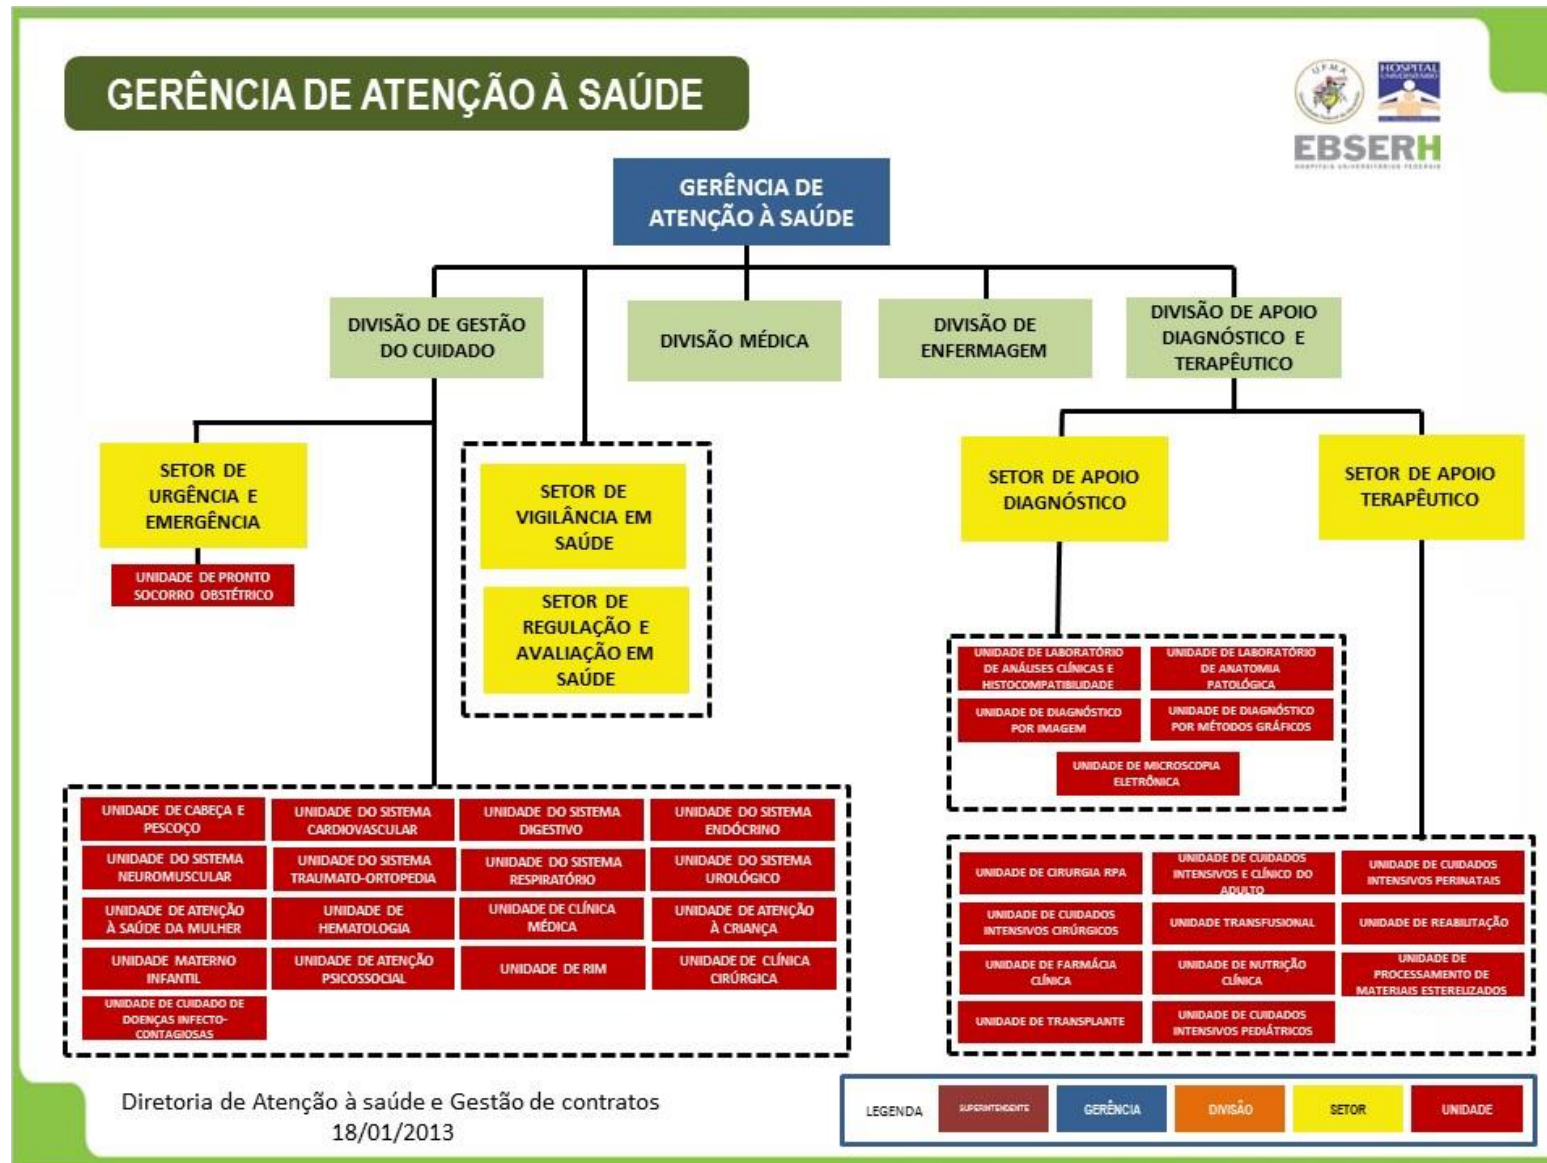 GERÊNCIA DE ATENÇÃO À SAÚDE
U.F.M.A.
HOSPITAL
UNIVERSITÁRIO
EBSERH
HOSPITAIS UNIVERSITÁRIOS FEDERAIS
GERÊNCIA DE
ATENÇÃO À SAÚDE
DIVISÃO DE GESTÃO
DO CUIDADO
DIVISÃO MÉDICA
DIVISÃO DE
ENFERMAGEM
DIVISÃO DE APOIO
DIAGNÓSTICO E
TERAPÊUTICO
SETOR DE
URGÊNCIA E
EMERGÊNCIA
UNIDADE DE PRONTO
SOCORRO OBSTÉTRICO
SETOR DE
VIGILÂNCIA EM
SAÚDE
SETOR DE
REGULAÇÃO E
AVALIAÇÃO EM
SAÚDE
SETOR DE APOIO
DIAGNÓSTICO
SETOR DE APOIO
TERAPÊUTICO
UNIDADE DE LABORATÓRIO
DE ANÁLISES CLÍNICAS E
HISTOCOMPATIBILIDADE
UNIDADE DE LABORATÓRIO
DE ANATOMIA
PATOLÓGICA
UNIDADE DE DIAGNÓSTICO
POR IMAGEM
UNIDADE DE DIAGNÓSTICO
POR MÉTODOS GRÁFICOS
UNIDADE DE MICROSCOPIA
ELETRÔNICA
UNIDADE DE CABEÇA E
PESCOÇO
UNIDADE DO SISTEMA
CARDIOVASCULAR
UNIDADE DO SISTEMA
DIGESTIVO
UNIDADE DO SISTEMA
ENDÓCRINO
UNIDADE DO SISTEMA
NEUROMUSCULAR
UNIDADE DO SISTEMA
TRAUMATO-ORTOPEDIA
UNIDADE DO SISTEMA
RESPIRATÓRIO
UNIDADE DO SISTEMA
UROLÓGICO
UNIDADE DE ATENÇÃO
À SAÚDE DA MULHER
UNIDADE DE
HEMATOLOGIA
UNIDADE DE CLÍNICA
MÉDICA
UNIDADE DE ATENÇÃO
À CRIANÇA
UNIDADE MATERNO
INFANTIL
UNIDADE DE ATENÇÃO
PSICOSSOCIAL
UNIDADE DE RIM
UNIDADE DE CLÍNICA
CIRÚRGICA
UNIDADE DE CUIDADO DE
DOENÇAS INFECTO-
CONTAGIOSAS
UNIDADE DE CIRURGIA RPA
UNIDADE DE CUIDADOS
INTENSIVOS E CLÍNICO DO
ADULTO
UNIDADE DE CUIDADOS
INTENSIVOS PERINATAIS
UNIDADE DE CUIDADOS
INTENSIVOS CIRÚRGICOS
UNIDADE TRANSFUSIONAL
UNIDADE DE REABILITAÇÃO
UNIDADE DE FARMÁCIA
CLÍNICA
UNIDADE DE NUTRIÇÃO
CLÍNICA
UNIDADE DE
PROCESSAMENTO DE
MATERIAIS ESTERELIZADOS
UNIDADE DE TRANSPLANTE
UNIDADE DE CUIDADOS
INTENSIVOS PEDIÁTRICOS
Diretoria de Atenção à saúde e Gestão de contratos
18/01/2013
LEGENDA
SUPERINTENDENTE
GERÊNCIA
DIVISÃO
SETOR
UNIDADE